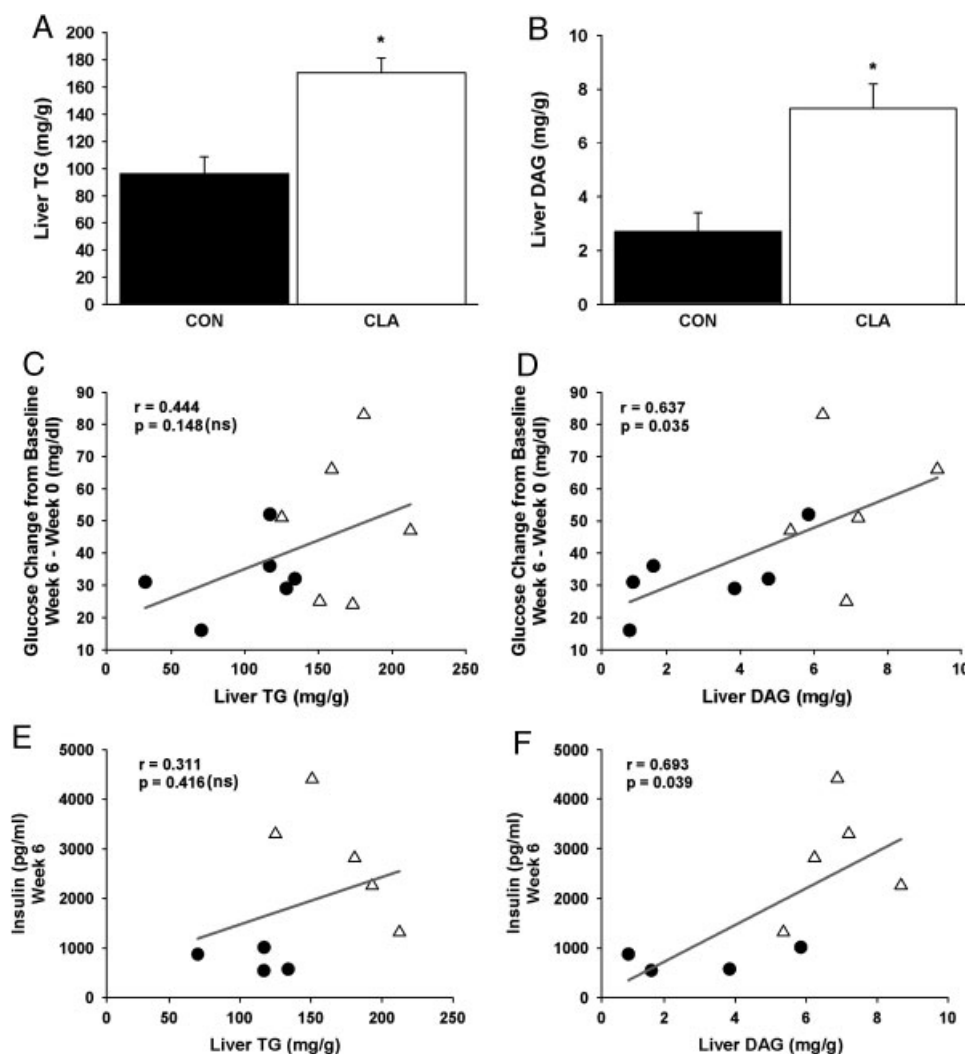 A
B
*
*
Liver TG (mg/g)
200
180
160
140
120
100
80
60
40
20
0
CON
CLA
Liver DAG (mg/g)
10
8
6
4
2
0
CON
CLA
C
D
r = 0.444
p = 0.148(ns)
Glucose Change from Baseline
Week 6 - Week 0 (mg/dl)
90
80
70
60
50
40
30
20
10
0
50
100
150
200
250
Liver TG (mg/g)
r = 0.637
p = 0.035
Glucose Change from Baseline
Week 6 - Week 0 (mg/dl)
90
80
70
60
50
40
30
20
10
0
2
4
6
8
10
Liver DAG (mg/g)
E
F
r = 0.311
p = 0.416(ns)
Insulin (pg/ml)
Week 6
5000
4000
3000
2000
1000
0
0
50
100
150
200
250
Liver TG (mg/g)
r = 0.693
p = 0.039
Insulin (pg/ml)
Week 6
5000
4000
3000
2000
1000
0
0
2
4
6
8
10
Liver DAG (mg/g)